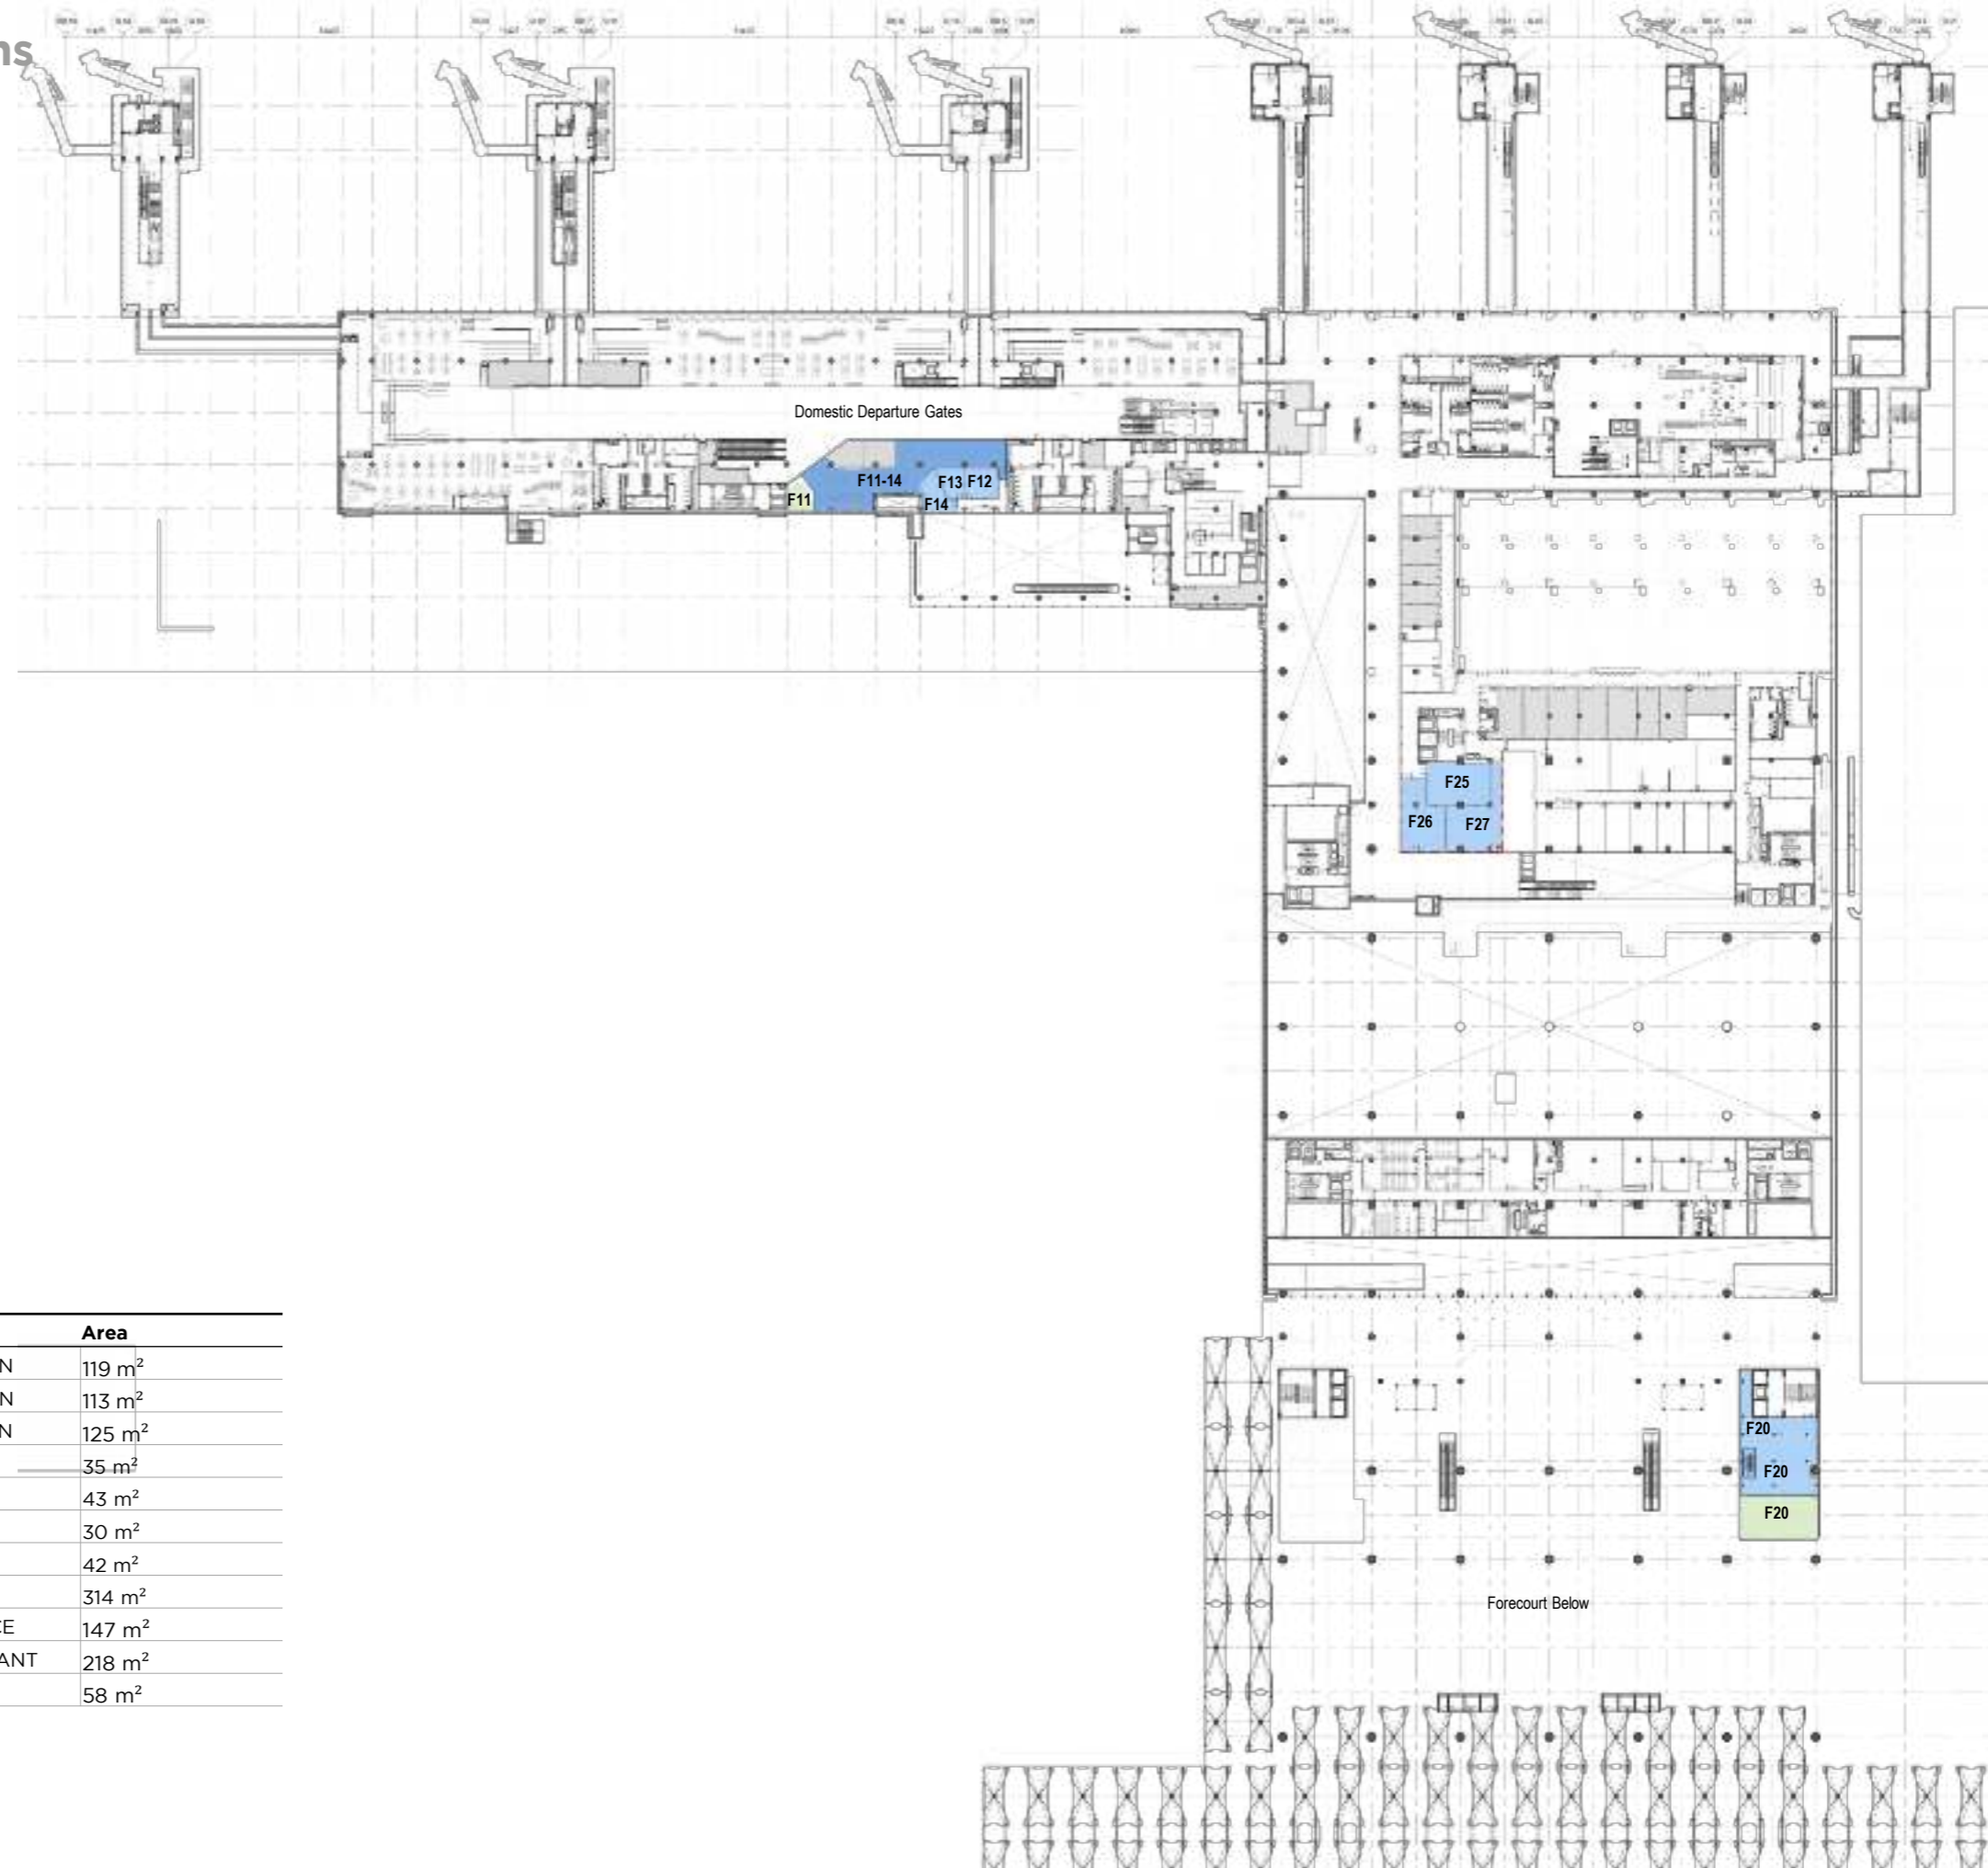 ns
Domestic Departure Gates
F11-14
F13
F12
F11
F14
F25
F26
F27
F20
F20
F20
Forecourt Below
Area
N 119 m²
N 113 m²
N 125 m²
35 m²
43 m²
30 m²
42 m²
314 m²
CE 147 m²
ANT 218 m²
58 m²